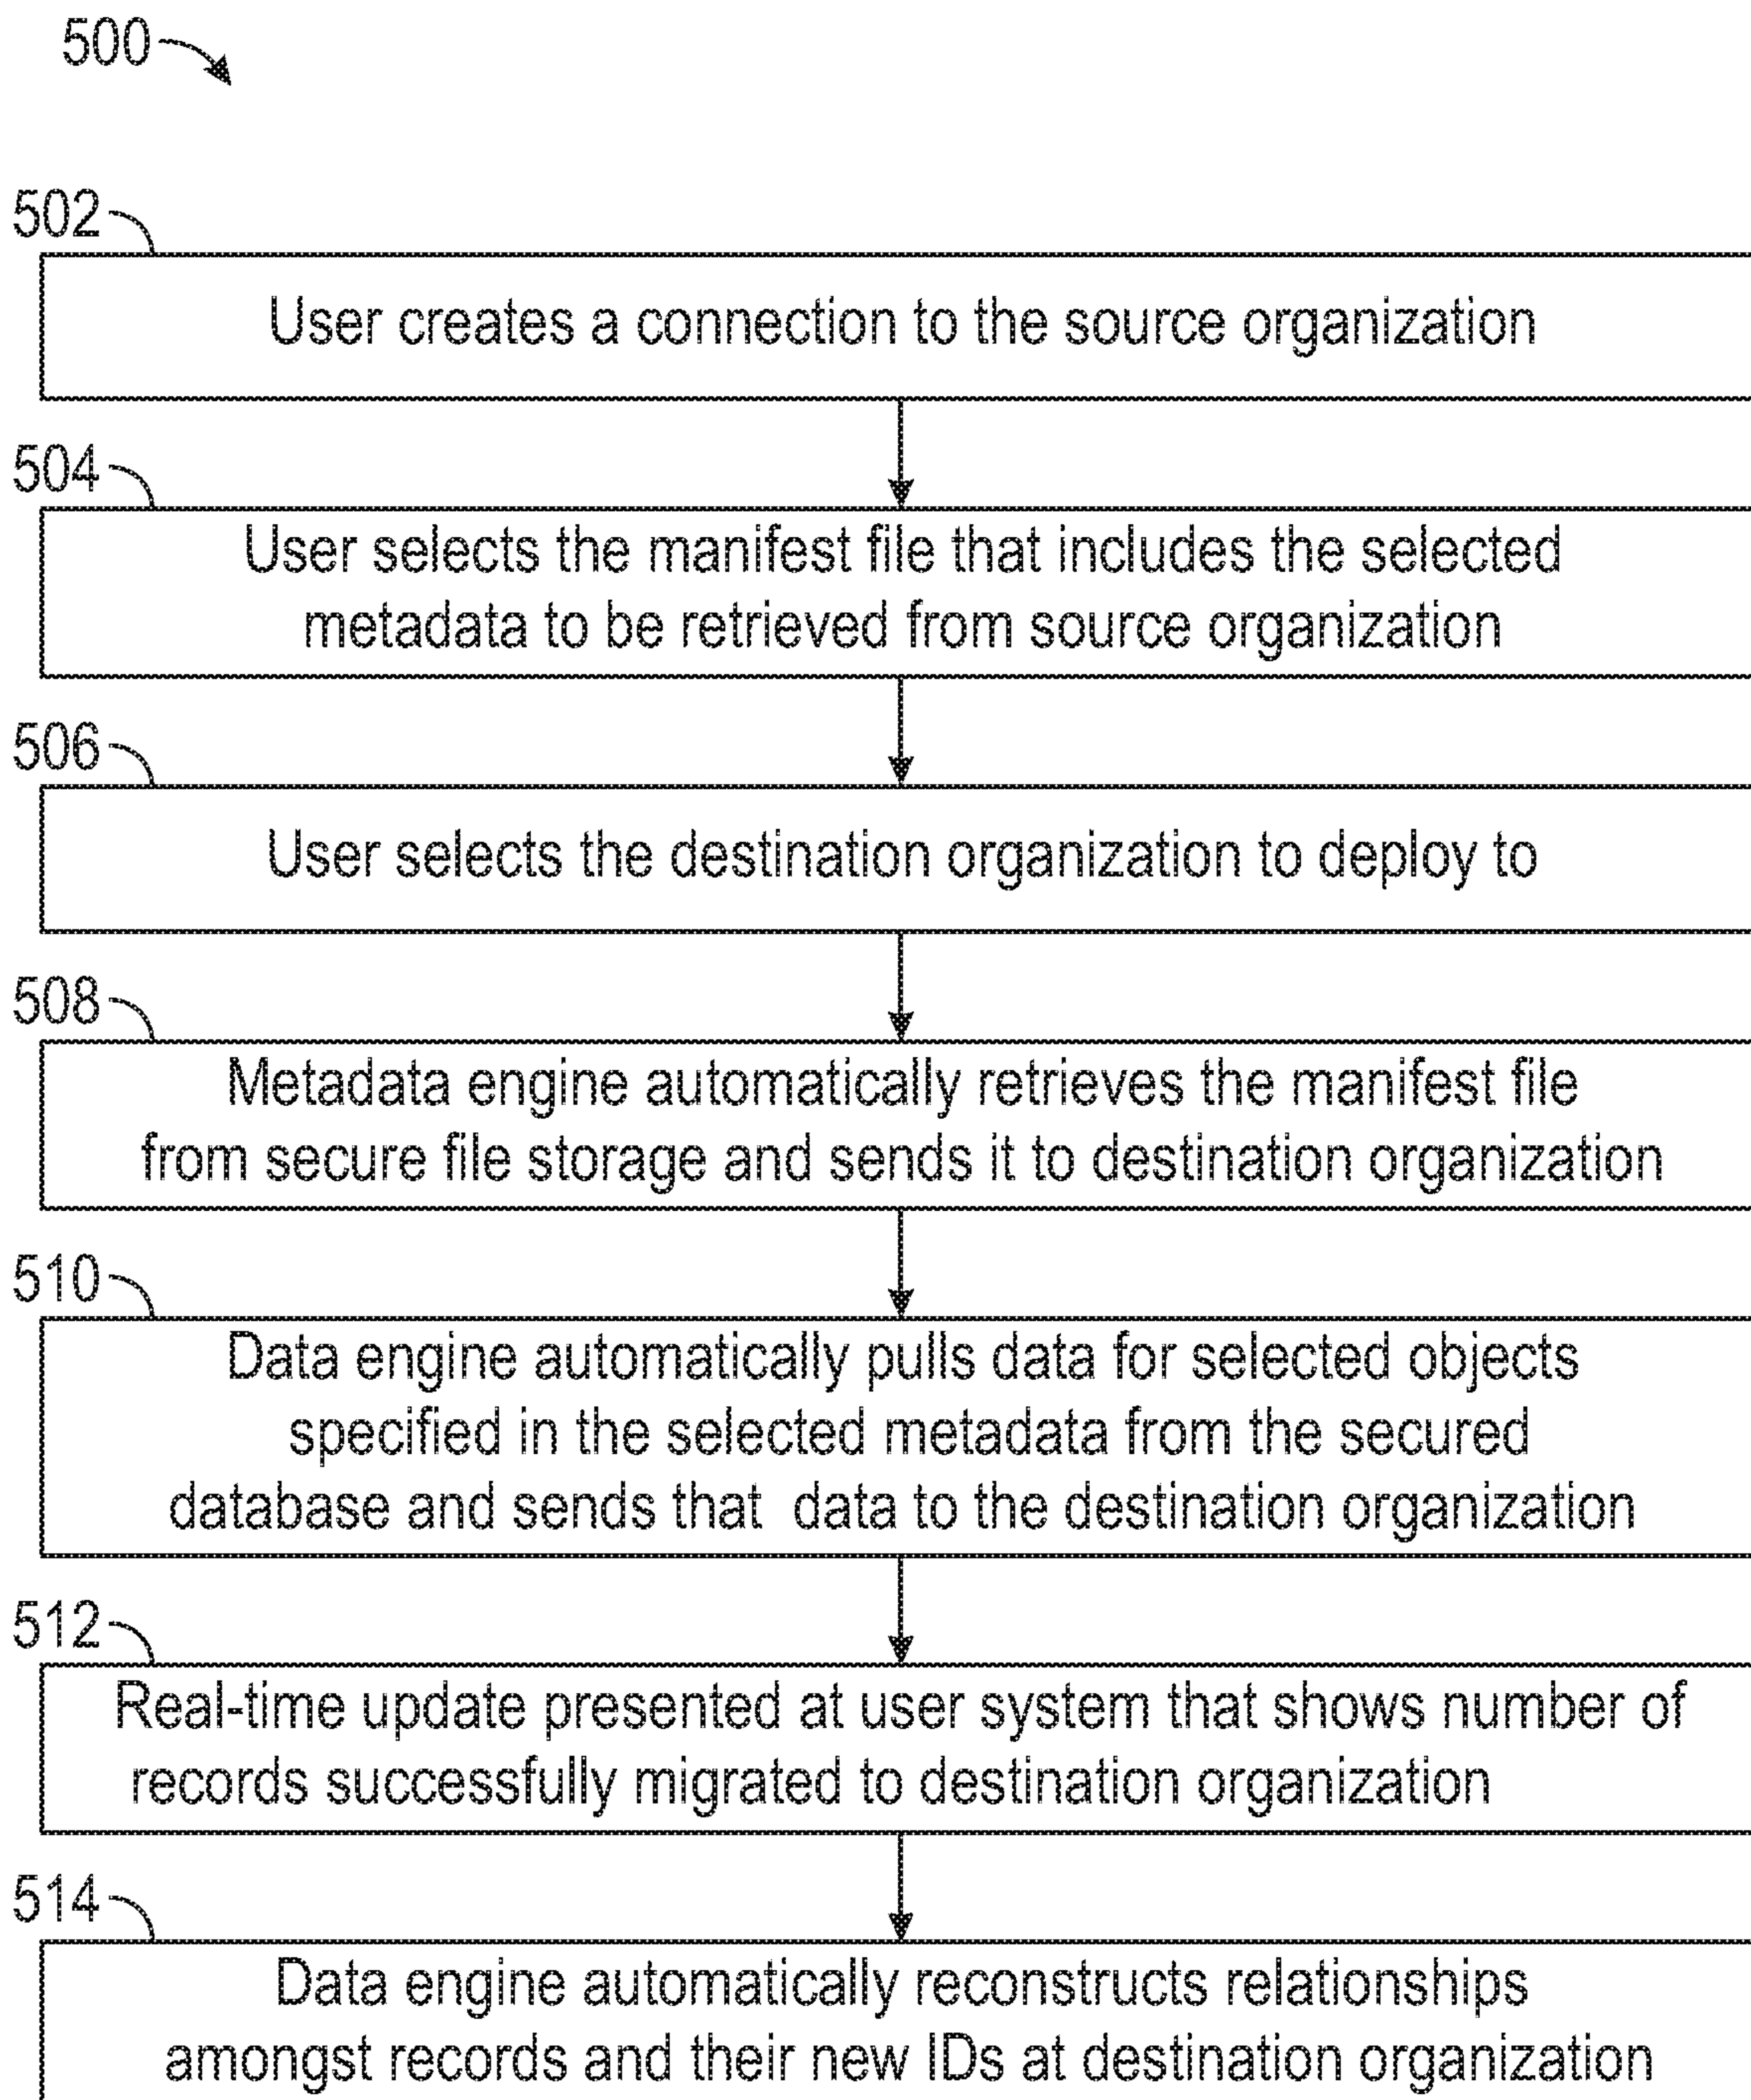 500
502
User creates a connection to the source organization
504
User selects the manifest file that includes the selected
metadata to be retrieved from source organization
506
User selects the destination organization to deploy to
508
Metadata engine automatically retrieves the manifest file
from secure file storage and sends it to destination organization
510
Data engine automatically pulls data for selected objects
specified in the selected metadata from the secured
database and sends that data to the destination organization
512
Real-time update presented at user system that shows number of
records successfully migrated to destination organization
514
Data engine automatically reconstructs relationships
amongst records and their new IDs at destination organization